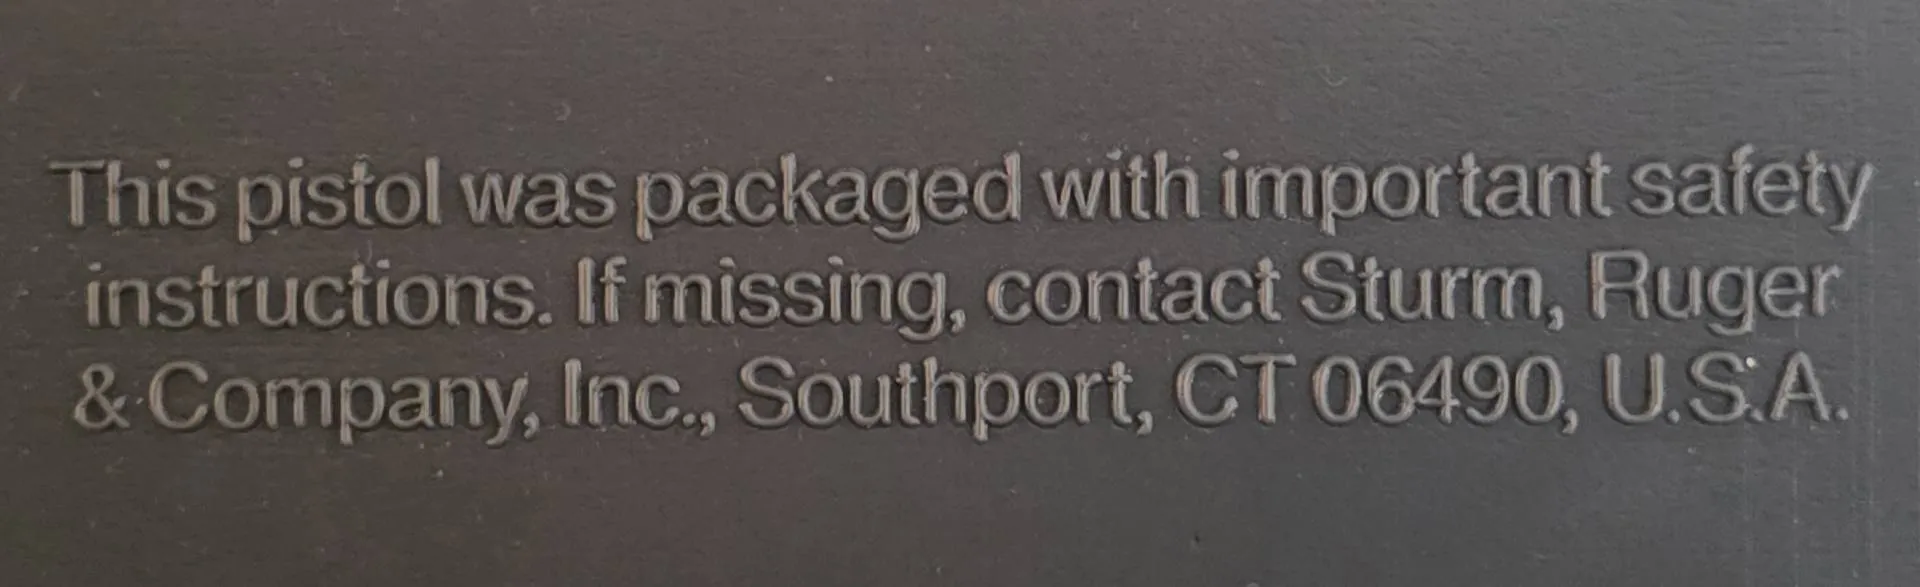 This pistol was packaged with important safety
instructions. If missing, contact Sturm, Ruger
& Company, Inc., Southport, CT 06490, U.S.A.